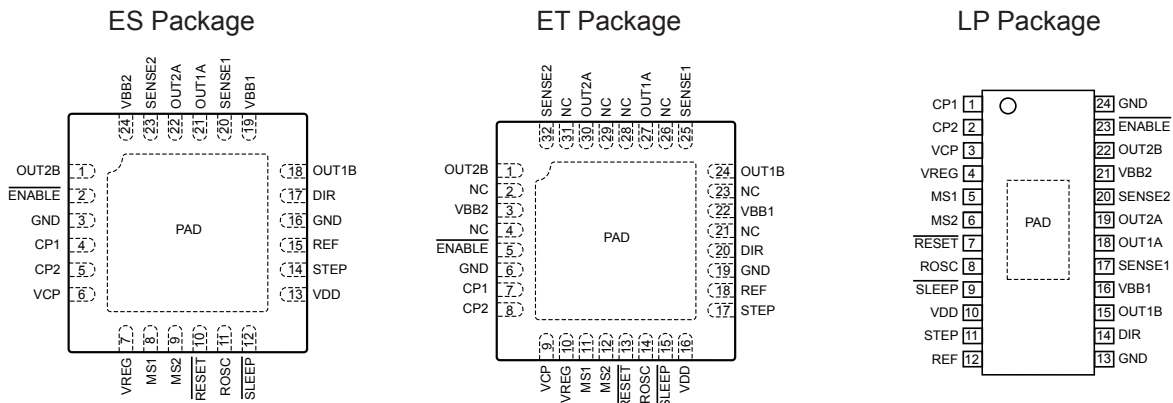 ES Package
VBB2
SENSE2
OUT2A
OUT1A
SENSE1
VBB1
24
23
22
21
20
19
OUT2B 1
ENABLE 2
GND 3
CP1 4
CP2 5
VCP 6
PAD
18 OUT1B
17 DIR
16 GND
15 REF
14 STEP
13 VDD
7
8
9
10
11
12
VREG
MS1
MS2
RESET
ROSC
SLEEP
ET Package
SENSE2
NC
OUT2A
NC
NC
OUT1A
NC
SENSE1
32
31
30
29
28
27
26
25
OUT2B 1
NC 2
VBB2 3
NC 4
ENABLE 5
GND 6
CP1 7
CP2 8
PAD
24 OUT1B
23 NC
22 VBB1
21 NC
20 DIR
19 GND
18 REF
17 STEP
9
10
11
12
13
14
15
16
VCP
VREG
MS1
MS2
RESET
ROSC
SLEEP
VDD
LP Package
CP1 1
CP2 2
VCP 3
VREG 4
MS1 5
MS2 6
RESET 7
ROSC 8
SLEEP 9
VDD 10
STEP 11
REF 12
PAD
24 GND
23 ENABLE
22 OUT2B
21 VBB2
20 SENSE2
19 OUT2A
18 OUT1A
17 SENSE1
16 VBB1
15 OUT1B
14 DIR
13 GND